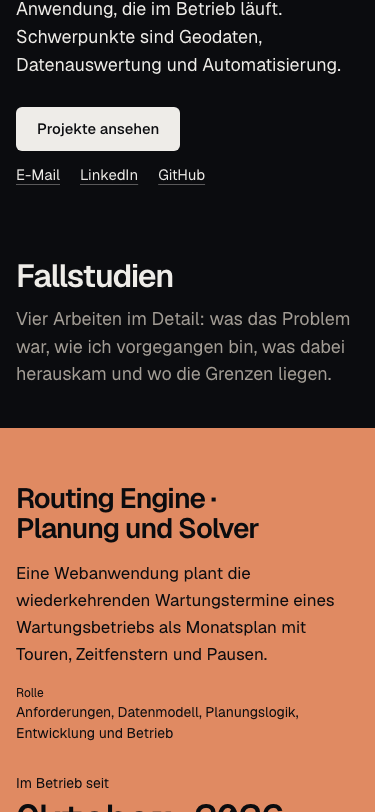 Anwendung, die im Betrieb läuft.
Schwerpunkte sind Geodaten,
Datenauswertung und Automatisierung.
Projekte ansehen
E-Mail LinkedIn GitHub
Fallstudien
Vier Arbeiten im Detail: was das Problem
war, wie ich vorgegangen bin, was dabei
herauskam und wo die Grenzen liegen.
Routing Engine ·
Planung und Solver
Eine Webanwendung plant die
wiederkehrenden Wartungstermine eines
Wartungsbetriebs als Monatsplan mit
Touren, Zeitfenstern und Pausen.
Rolle
Anforderungen, Datenmodell, Planungslogik,
Entwicklung und Betrieb
Im Betrieb seit